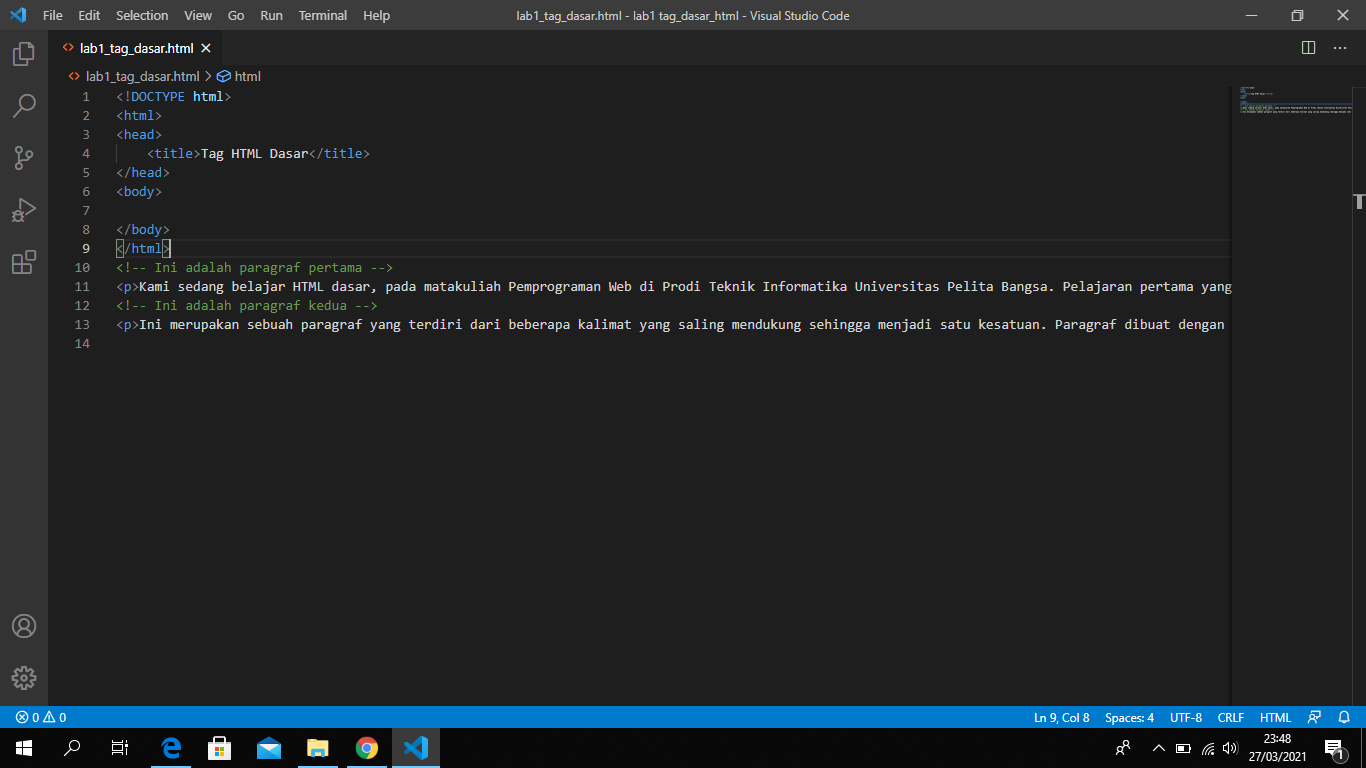 File Edit Selection View Go Run Terminal Help
lab1_tag_dasar.html - lab1 tag_dasar_html - Visual Studio Code
lab1_tag_dasar.html
lab1_tag_dasar.html > html
1 <!DOCTYPE html>
2 <html>
3 <head>
4 <title>Tag HTML Dasar</title>
5 </head>
6 <body>
7
8 </body>
9 </html>
10 <!-- Ini adalah paragraf pertama -->
11 <p>Kami sedang belajar HTML dasar, pada matakuliah Pemprograman Web di Prodi Teknik Informatika Universitas Pelita Bangsa. Pelajaran pertama yang
12 <!-- Ini adalah paragraf kedua -->
13 <p>Ini merupakan sebuah paragraf yang terdiri dari beberapa kalimat yang saling mendukung sehingga menjadi satu kesatuan. Paragraf dibuat dengan
14
0 0 Ln 9, Col 8 Spaces: 4 UTF-8 CRLF HTML
23:48
27/03/2021
1